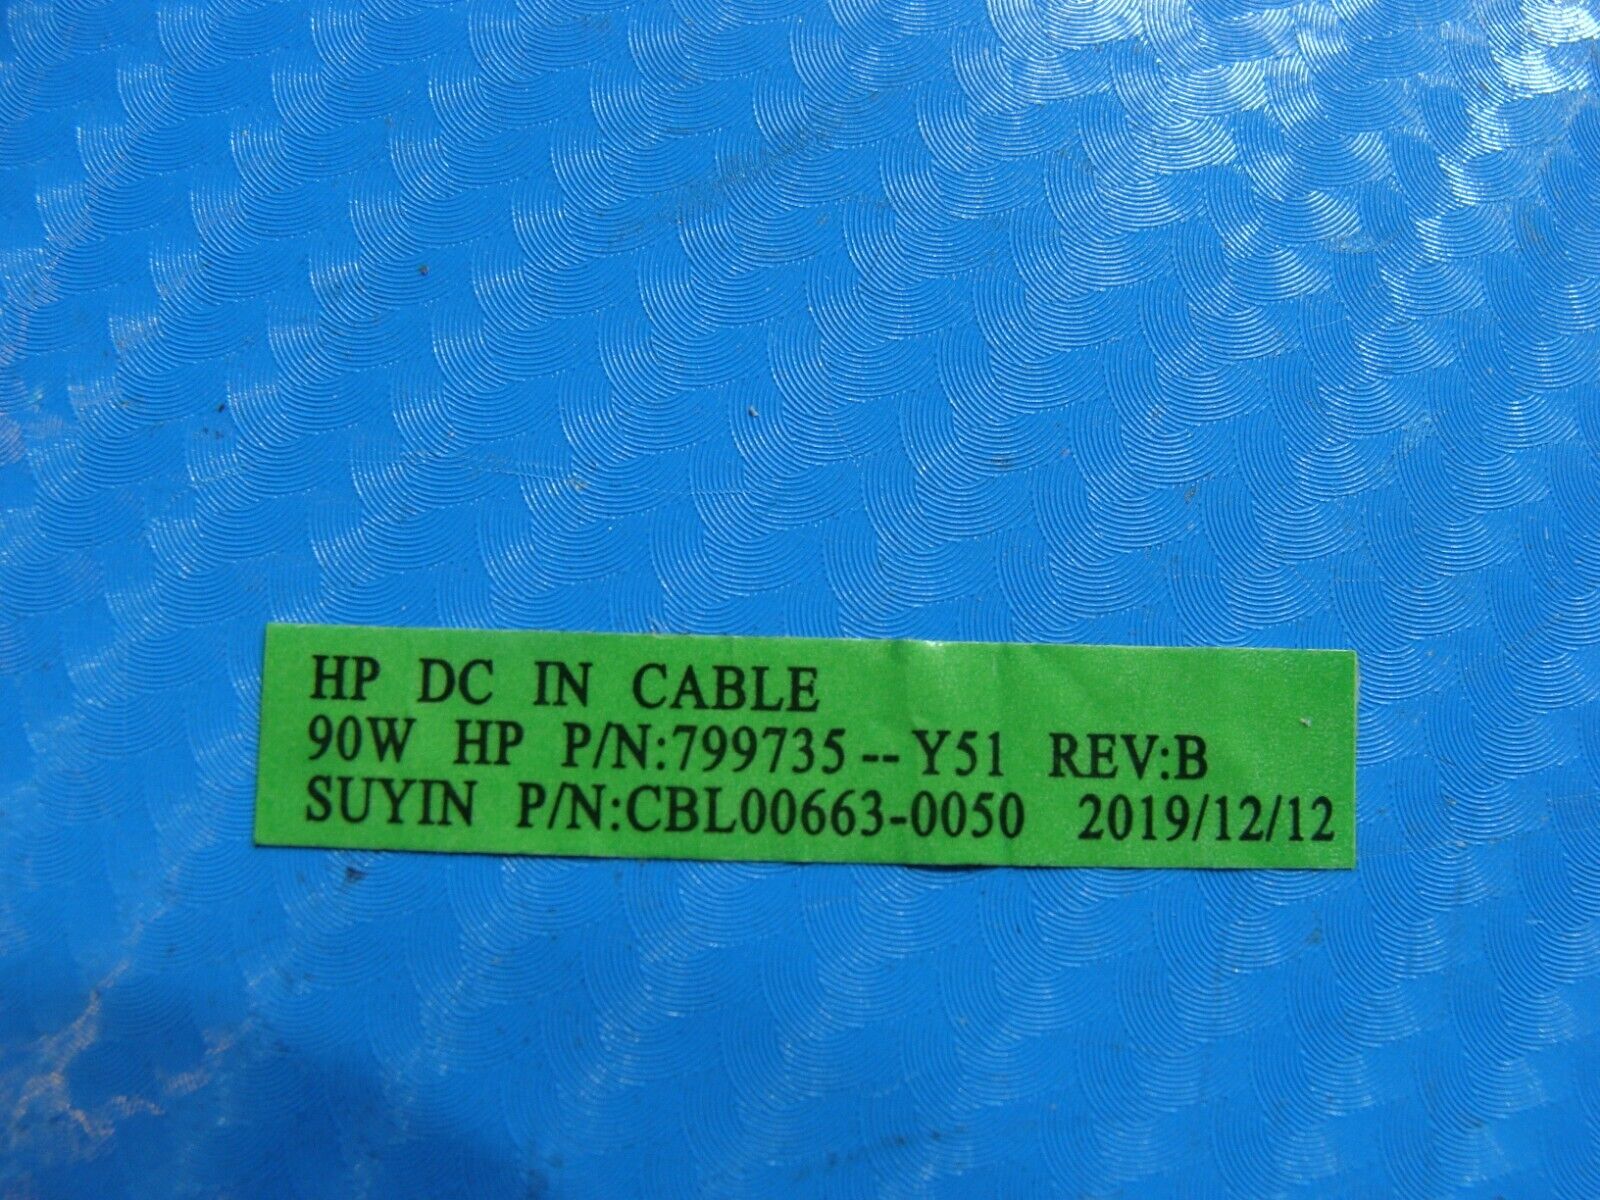 HP DC IN CABLE
90W HP P/N:799735--Y51 REV:B
SUYIN P/N:CBL00663-0050 2019/12/12